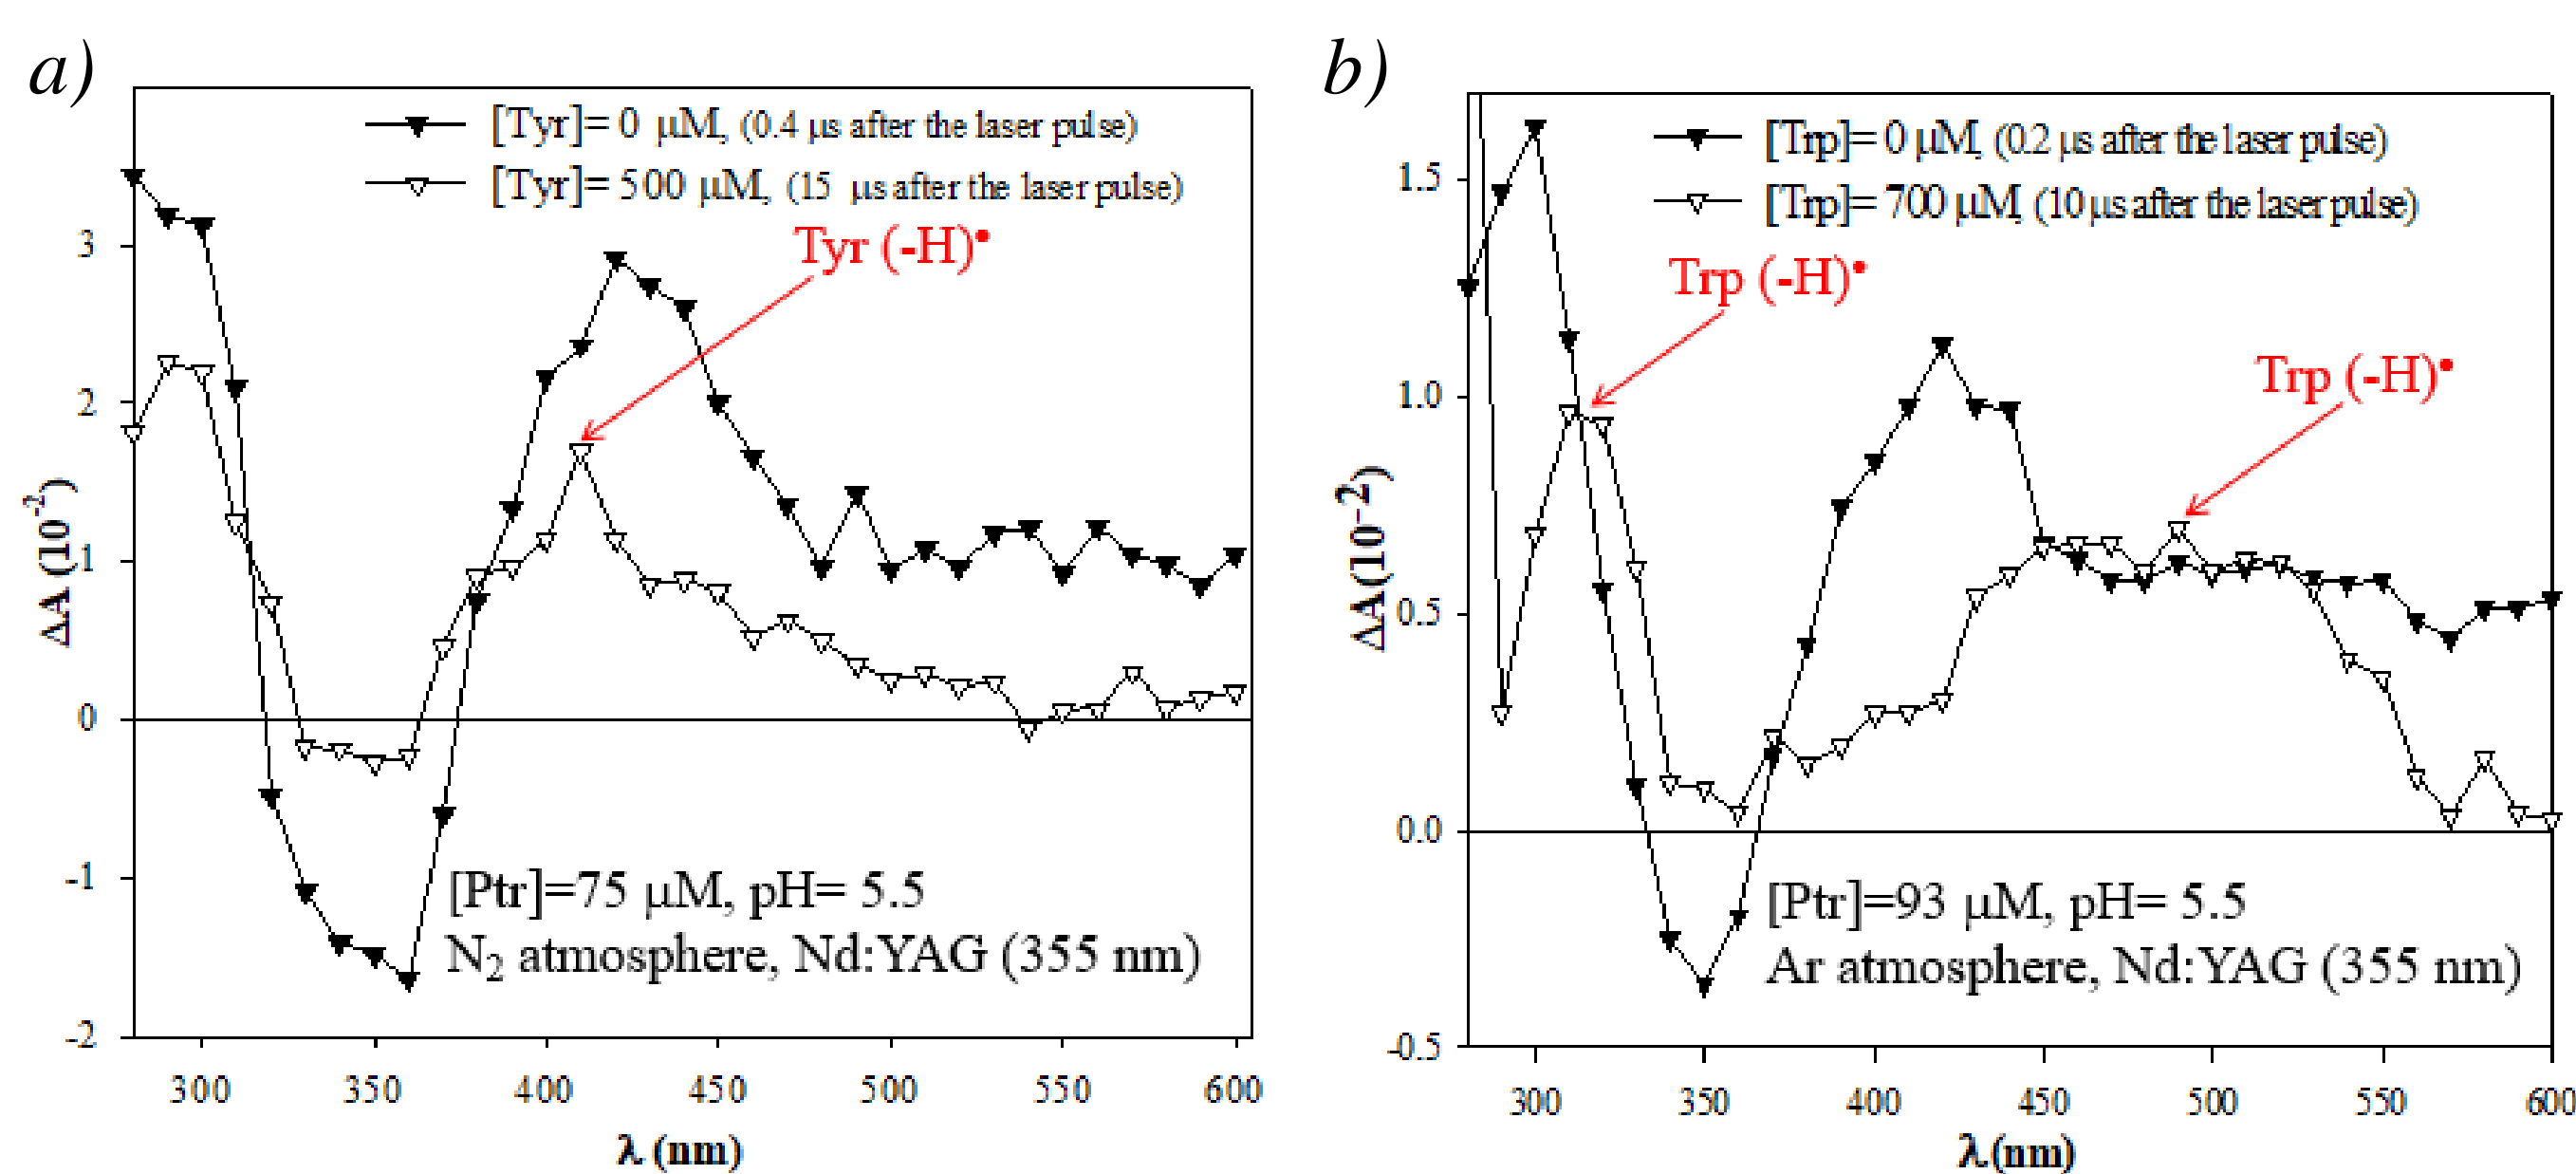 a)
[Tyr]= 0 μM, (0.4 μs after the laser pulse)
[Tyr]= 500 μM, (15 μs after the laser pulse)
Tyr (-H)•
3
2
1
0
-1
-2
ΔA (10⁻²)
[Ptr]=75 μM, pH= 5.5
N₂ atmosphere, Nd:YAG (355 nm)
300 350 400 450 500 550 600
λ (nm)
b)
[Trp]= 0 μM, (0.2 μs after the laser pulse)
[Trp]= 700 μM, (10 μs after the laser pulse)
Trp (-H)•
Trp (-H)•
1.5
1.0
0.5
0.0
-0.5
ΔA(10⁻²)
[Ptr]=93 μM, pH= 5.5
Ar atmosphere, Nd:YAG (355 nm)
300 350 400 450 500 550 600
λ (nm)